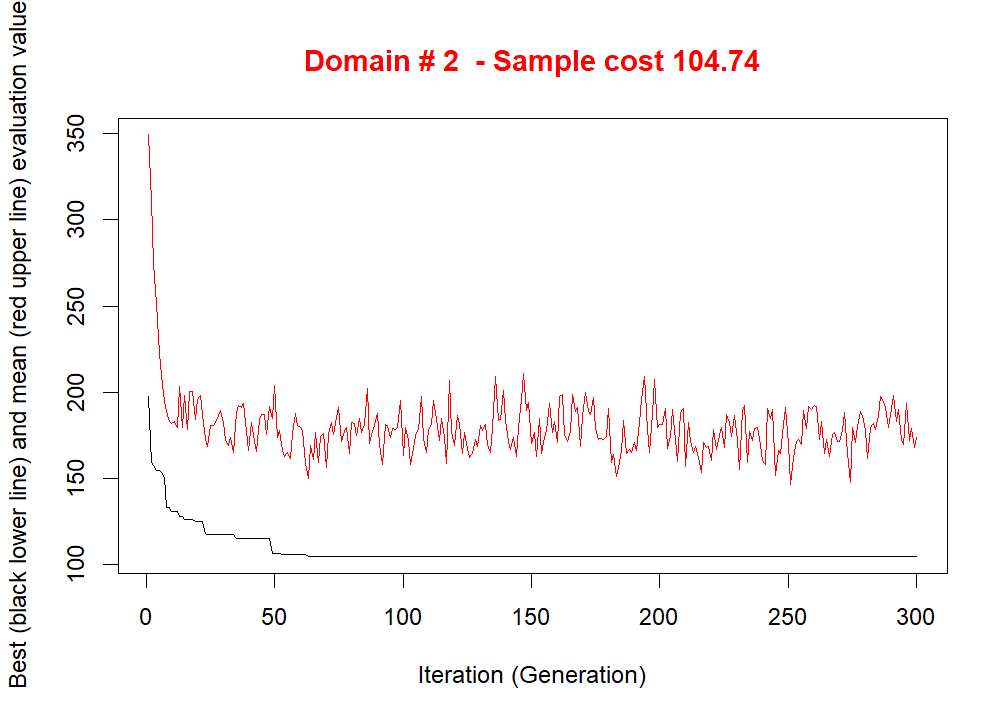 Domain # 2  - Sample cost 104.74
Best (black lower line) and mean (red upper line) evaluation value
350
300
250
200
150
100
0 50 100 150 200 250 300
Iteration (Generation)